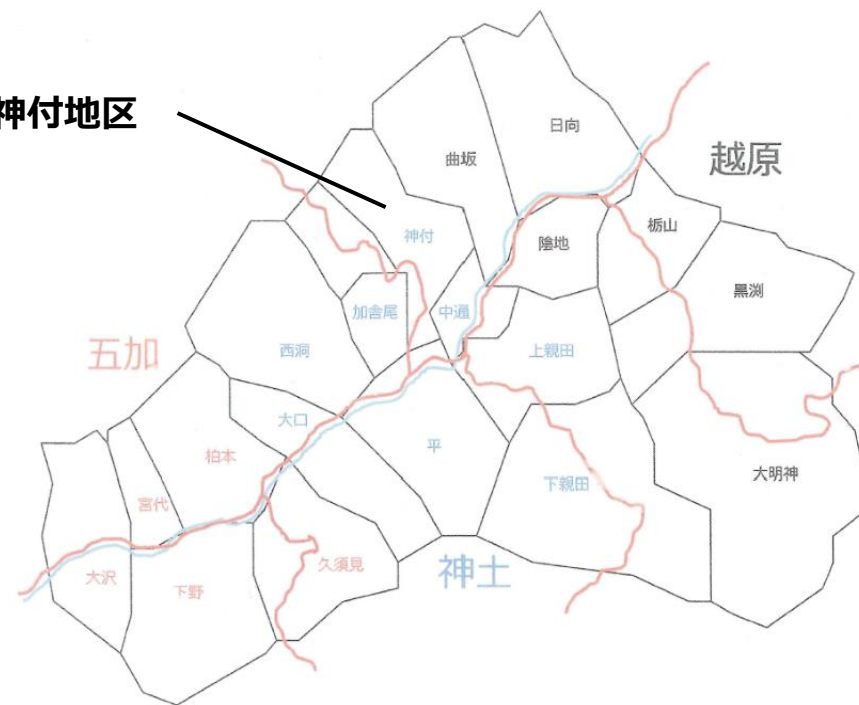 神付地区
日向
越原
曲坂
栃山
神付
陰地
黒渕
加舎尾
中通
五加
西洞
上親田
大口
柏本
平
大明神
下親田
宮代
久須見
神土
大沢
下野